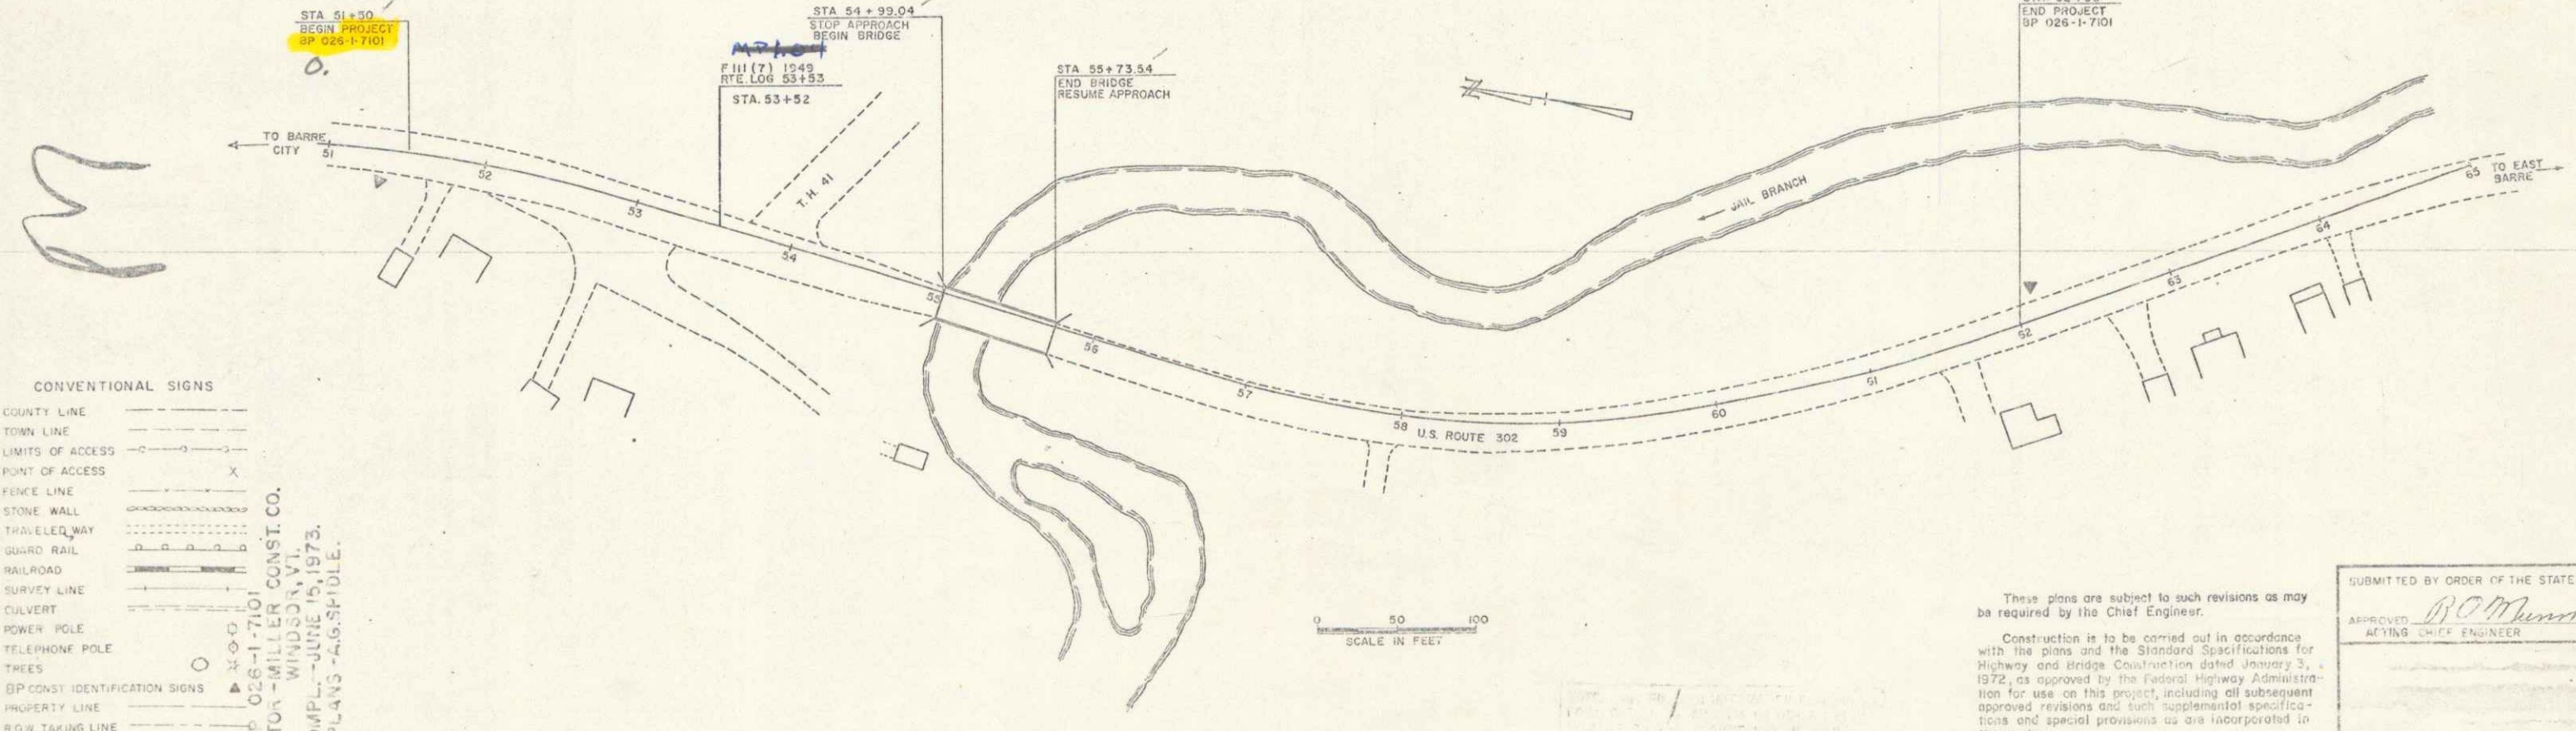 STA 51+50
BEGIN PROJECT
BP 026-1-7101
O.
STA 54 + 99.04
STOP APPROACH
BEGIN BRIDGE
F 111 (7) 1949
RTE. LOG 53+53
STA. 53+52
STA 55+73.54
END BRIDGE
RESUME APPROACH
END PROJECT
BP 026-1-7101
TO BARRE
CITY
TO EAST
BARRE
T. H. 41
JAIL BRANCH
51
52
53
54
55
56
57
58
U.S. ROUTE 302
59
60
61
62
63
64
65
CONVENTIONAL SIGNS
COUNTY LINE
TOWN LINE
LIMITS OF ACCESS
POINT OF ACCESS X
FENCE LINE
STONE WALL
TRAVELED WAY
GUARD RAIL
RAILROAD
SURVEY LINE
CULVERT
POWER POLE
TELEPHONE POLE
TREES
BP CONST IDENTIFICATION SIGNS
PROPERTY LINE
R.O.W. TAKING LINE
026-1-7101
TOR-MILLER CONST. CO.
WINDSOR, VT.
MPL.-JUNE 15, 1973.
PLANS-A.G.SPIDLE.
0 50 100
SCALE IN FEET
These plans are subject to such revisions as may
be required by the Chief Engineer.
Construction is to be carried out in accordance
with the plans and the Standard Specifications for
Highway and Bridge Construction dated January 3,
1972, as approved by the Federal Highway Administra-
tion for use on this project, including all subsequent
approved revisions and such supplemental specifica-
tions and special provisions as are incorporated in
SUBMITTED BY ORDER OF THE STATE
APPROVED
ACTING CHIEF ENGINEER